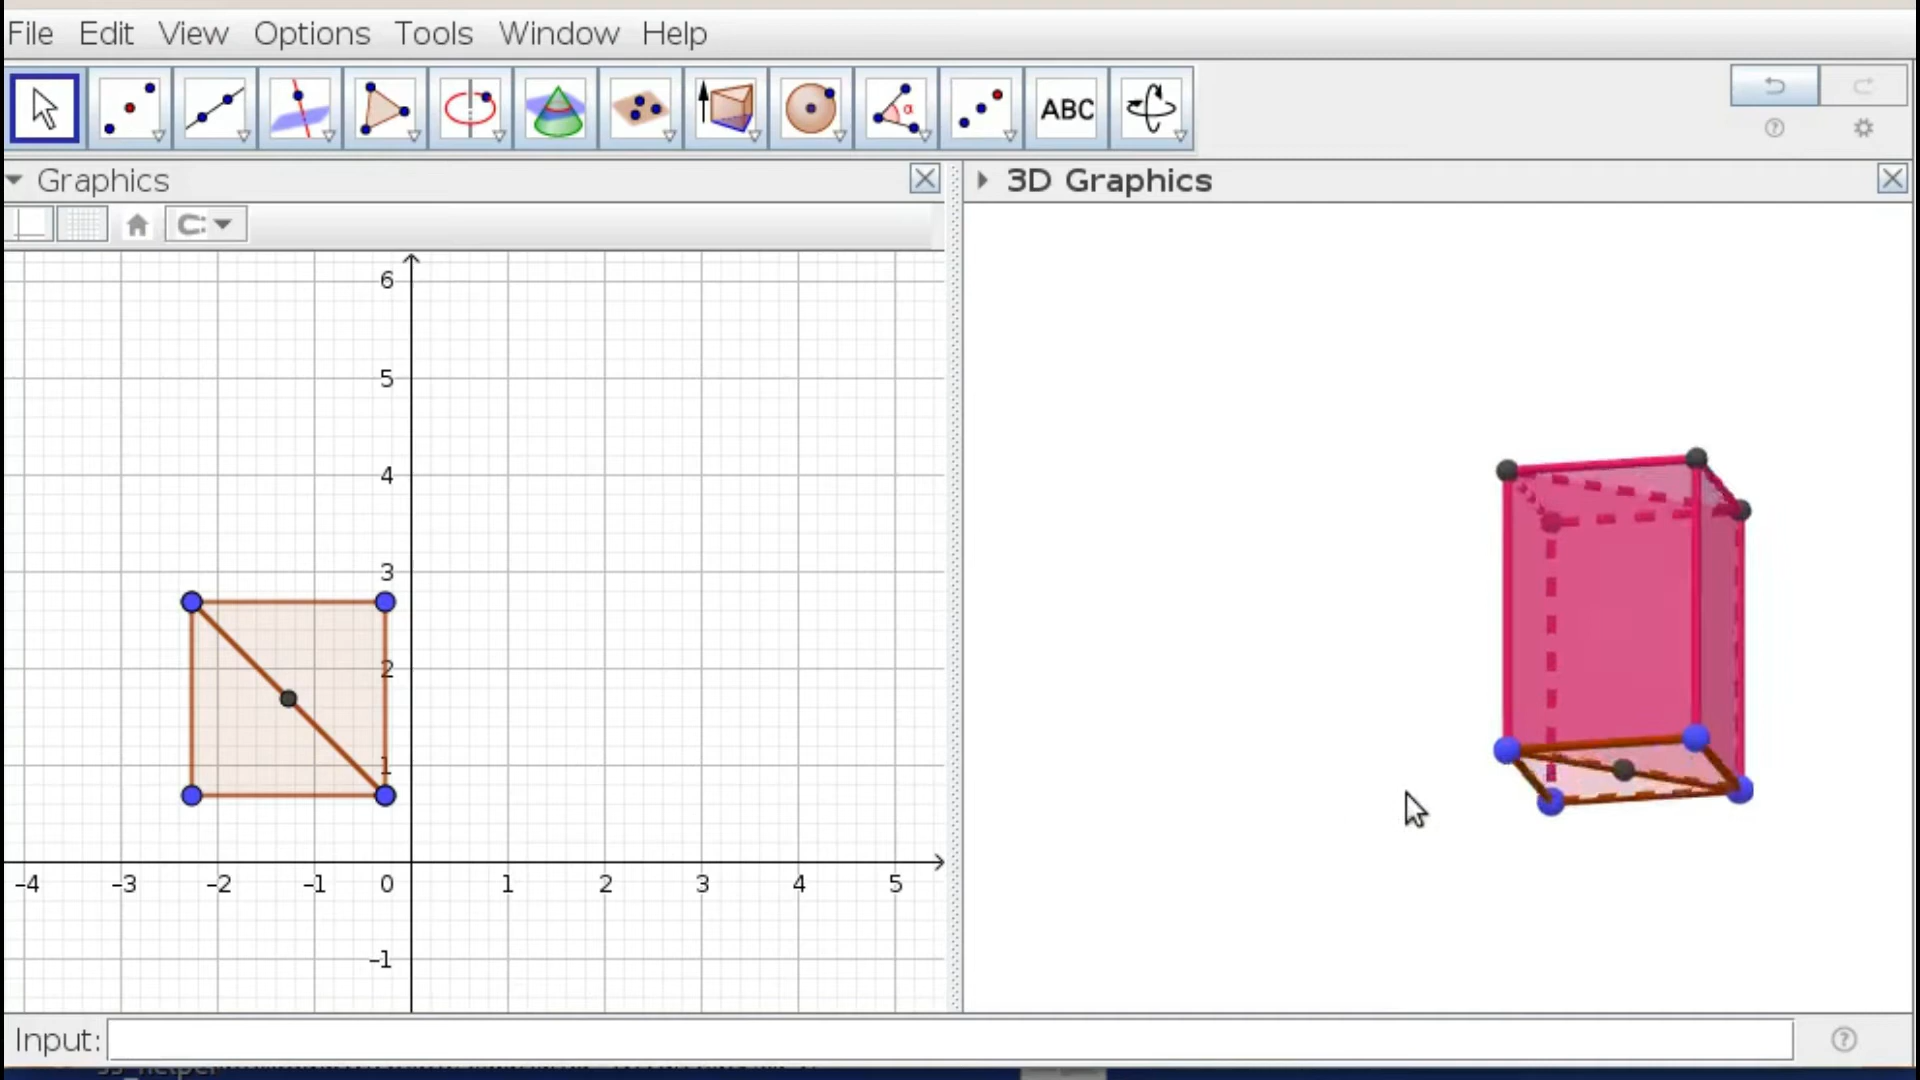 File Edit View Options Tools Window Help
α ABC
Graphics
3D Graphics
6
5
4
3
2
1
-4 -3 -2 -1 0 1 2 3 4 5
-1
Input: